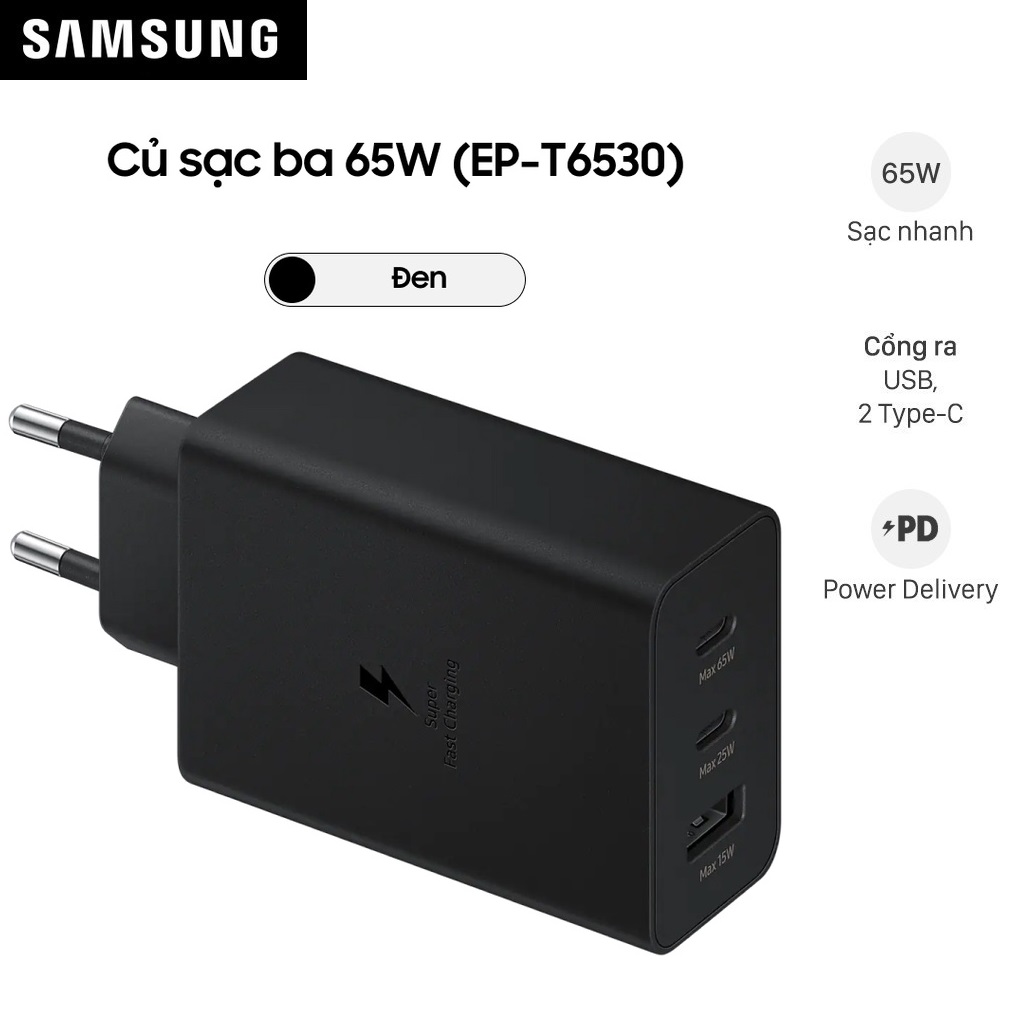 SAMSUNG
Củ sạc ba 65W (EP-T6530)
Đen
65W
Sạc nhanh
Cổng ra
USB,
2 Type-C
PD
Power Delivery
Super
Fast Charging
Max 65W
Max 25W
Max 15W